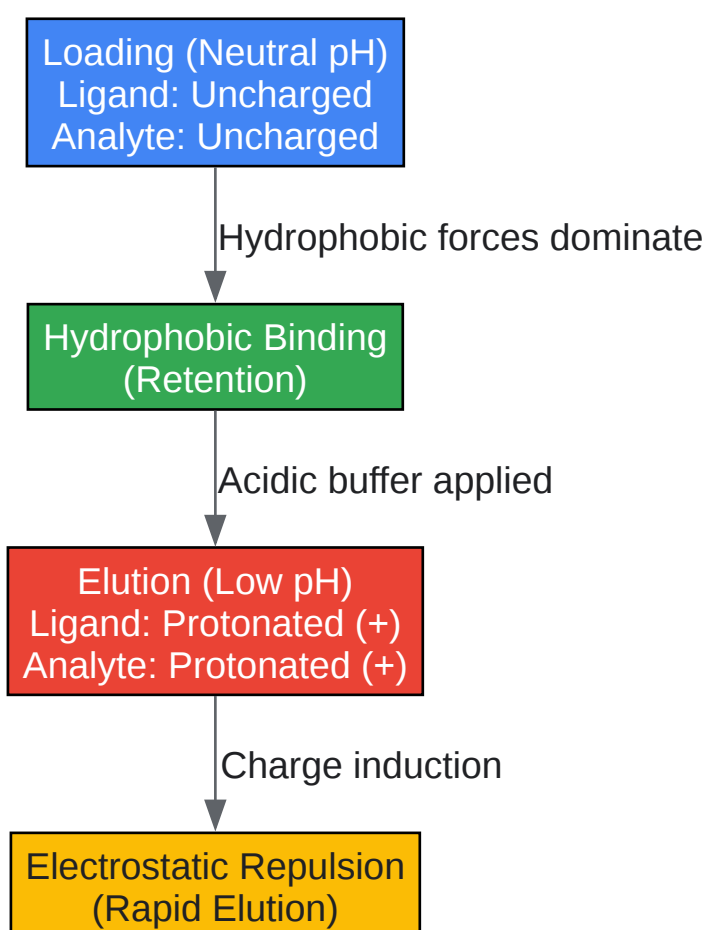 Loading (Neutral pH)
Ligand: Uncharged
Analyte: Uncharged
Hydrophobic forces dominate
Hydrophobic Binding
(Retention)
Acidic buffer applied
Elution (Low pH)
Ligand: Protonated (+)
Analyte: Protonated (+)
Charge induction
Electrostatic Repulsion
(Rapid Elution)